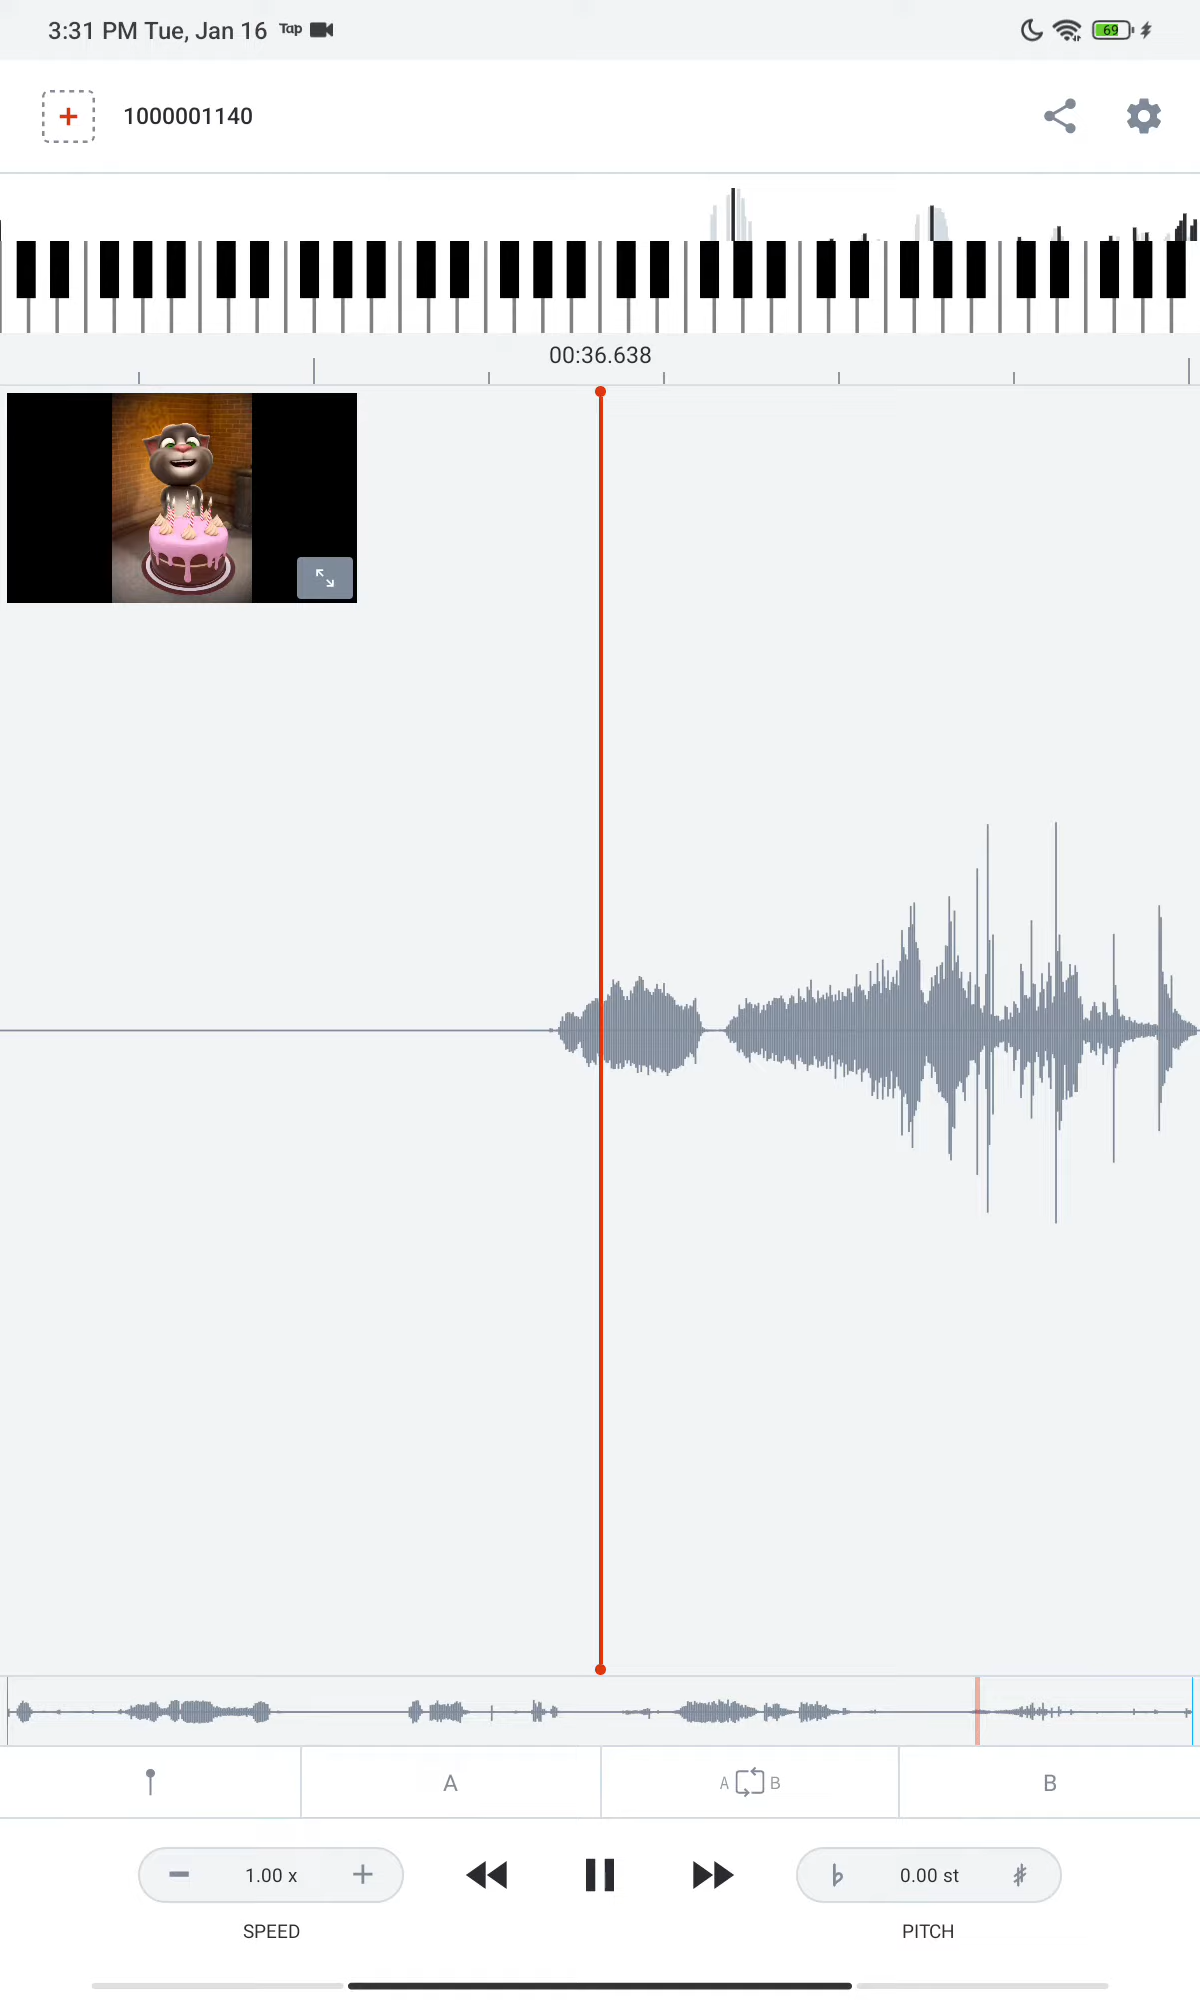 3:31 PM Tue, Jan 16 Tap 69
1000001140
00:36.638
A
A B
B
1.00 x
0.00 st
SPEED
PITCH